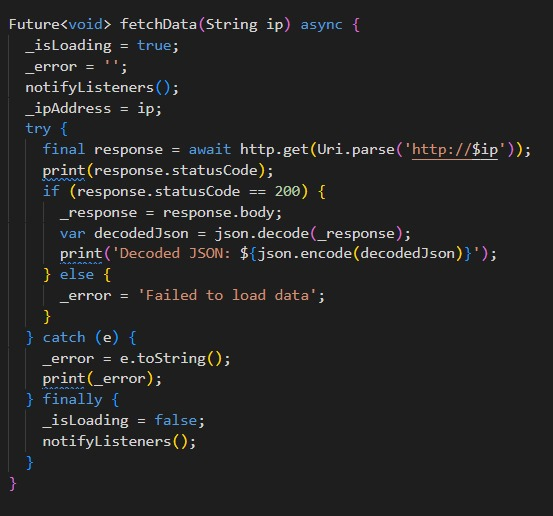 Future<void> fetchData(String ip) async {
  _isLoading = true;
  _error = '';
  notifyListeners();
  _ipAddress = ip;
  try {
    final response = await http.get(Uri.parse('http://$ip'));
    print(response.statusCode);
    if (response.statusCode == 200) {
      _response = response.body;
      var decodedJson = json.decode(_response);
      print('Decoded JSON: ${json.encode(decodedJson)}');
    } else {
      _error = 'Failed to load data';
    }
  } catch (e) {
    _error = e.toString();
    print(_error);
  } finally {
    _isLoading = false;
    notifyListeners();
  }
}